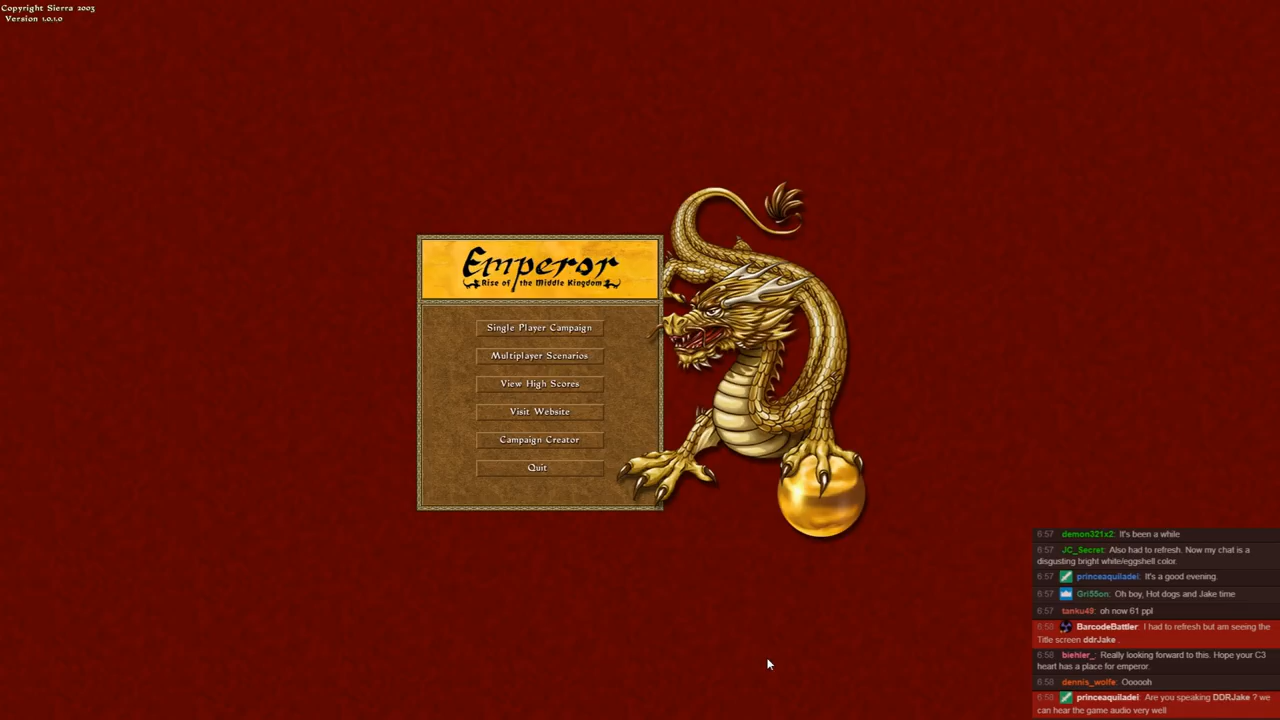 Copyright Sierra 2003
Version 1.0.1.0
Emperor
Rise of the Middle Kingdom
Single Player Campaign
Multiplayer Scenarios
View High Scores
Visit Website
Campaign Creator
Quit
6:57 demon321x2: It's been a while
6:57 JC_Secret: Also had to refresh. Now my chat is a
disgusting bright white/eggshell color.
6:57 princeaquiladei: It's a good evening.
6:57 Gri55on: Oh boy, Hot dogs and Jake time
6:57 tanku49: oh now 61 ppl
6:58 BarcodeBattler: I had to refresh but am seeing the
Title screen ddrJake .
6:58 biehler_: Really looking forward to this. Hope your C3
heart has a place for emperor.
6:58 dennis_wolfe: Oooooh
6:58 princeaquiladei: Are you speaking DDRJake ? we
can hear the game audio very well